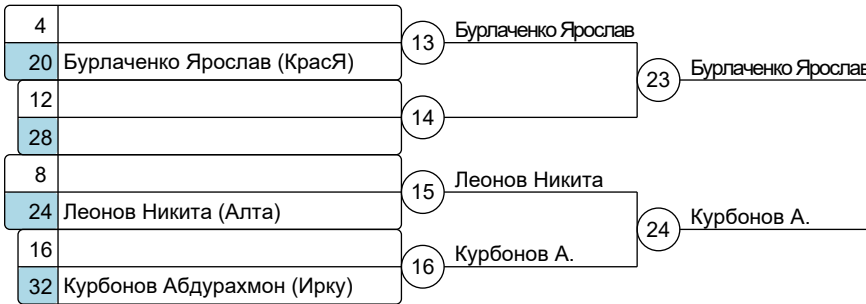 4
20 Бурлаченко Ярослав (КрасЯ)
13 Бурлаченко Ярослав
12
28
14
23 Бурлаченко Ярослав
8
24 Леонов Никита (Алта)
15 Леонов Никита
16
32 Курбонов Абдурахмон (Ирку)
16 Курбонов А.
24 Курбонов А.